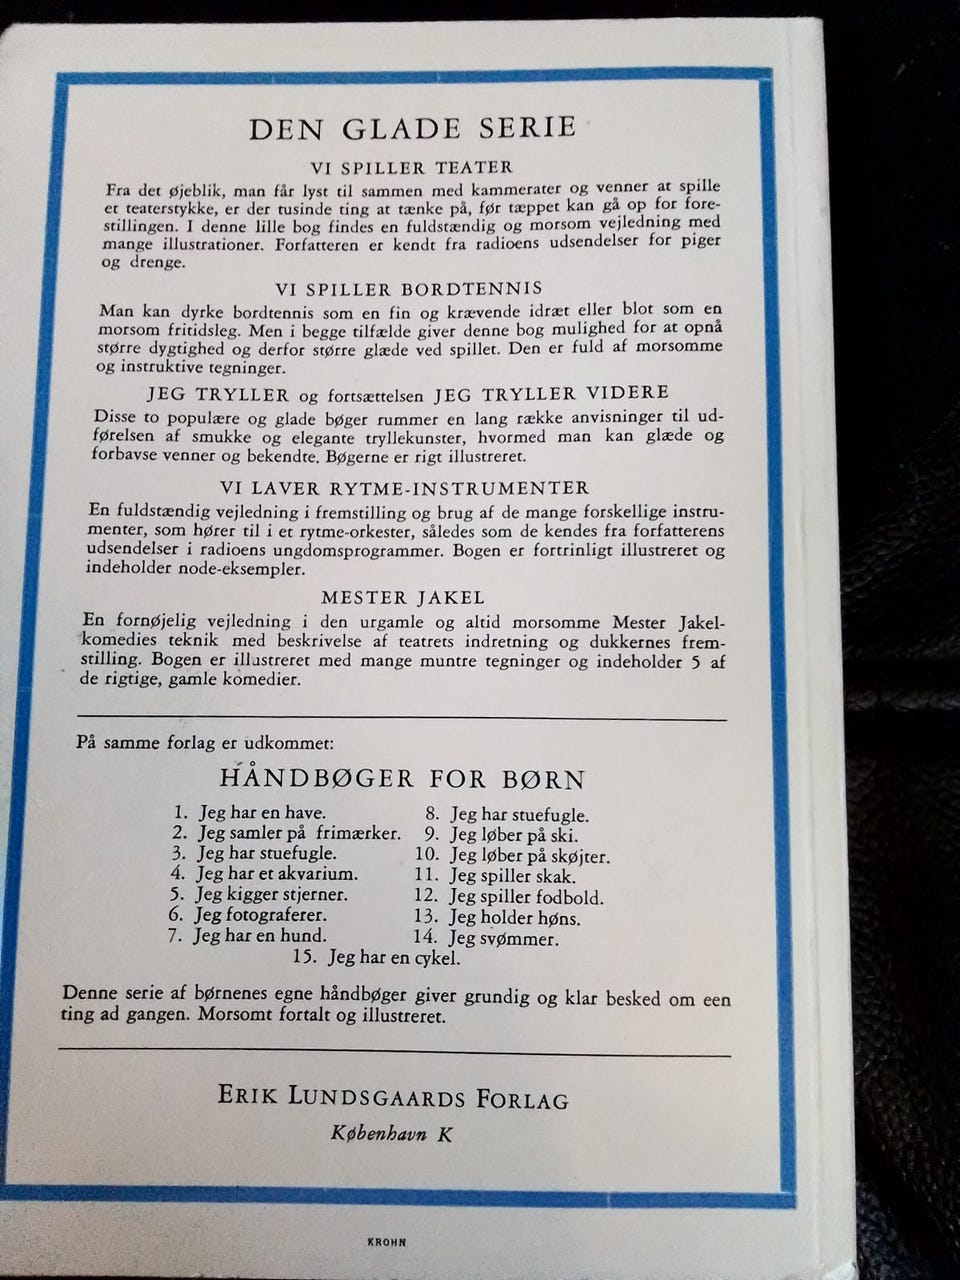 DEN GLADE SERIE
VI SPILLER TEATER
Fra det øjeblik, man får lyst til sammen med kammerater og venner at spille
et teaterstykke, er der tusinde ting at tænke på, før tæppet kan gå op for fore-
stillingen. I denne lille bog findes en fuldstændig og morsom vejledning med
mange illustrationer. Forfatteren er kendt fra radioens udsendelser for piger
og drenge.
VI SPILLER BORDTENNIS
Man kan dyrke bordtennis som en fin og krævende idræt eller blot som en
morsom fritidsleg. Men i begge tilfælde giver denne bog mulighed for at opnå
større dygtighed og derfor større glæde ved spillet. Den er fuld af morsomme
og instruktive tegninger.
JEG TRYLLER og fortsættelsen JEG TRYLLER VIDERE
Disse to populære og glade bøger rummer en lang række anvisninger til ud-
førelsen af smukke og elegante tryllekunster, hvormed man kan glæde og
forbavse venner og bekendte. Bøgerne er rigt illustreret.
VI LAVER RYTME-INSTRUMENTER
En fuldstændig vejledning i fremstilling og brug af de mange forskellige instru-
menter, som hører til i et rytme-orkester, således som de kendes fra forfatterens
udsendelser i radioens ungdomsprogrammer. Bogen er fortrinligt illustreret og
indeholder node-eksempler.
MESTER JAKEL
En fornøjelig vejledning i den urgamle og altid morsomme Mester Jakel-
komedies teknik med beskrivelse af teatrets indretning og dukkernes frem-
stilling. Bogen er illustreret med mange muntre tegninger og indeholder 5 af
de rigtige, gamle komedier.
På samme forlag er udkommet:
HÅNDBØGER FOR BØRN
1. Jeg har en have.
2. Jeg samler på frimærker.
3. Jeg har stuefugle.
4. Jeg har et akvarium.
5. Jeg kigger stjerner.
6. Jeg fotograferer.
7. Jeg har en hund.
8. Jeg har stuefugle.
9. Jeg løber på ski.
10. Jeg løber på skøjter.
11. Jeg spiller skak.
12. Jeg spiller fodbold.
13. Jeg holder høns.
14. Jeg svømmer.
15. Jeg har en cykel.
Denne serie af børnenes egne håndbøger giver grundig og klar besked om een
ting ad gangen. Morsomt fortalt og illustreret.
ERIK LUNDSGAARDS FORLAG
København K
KROHN